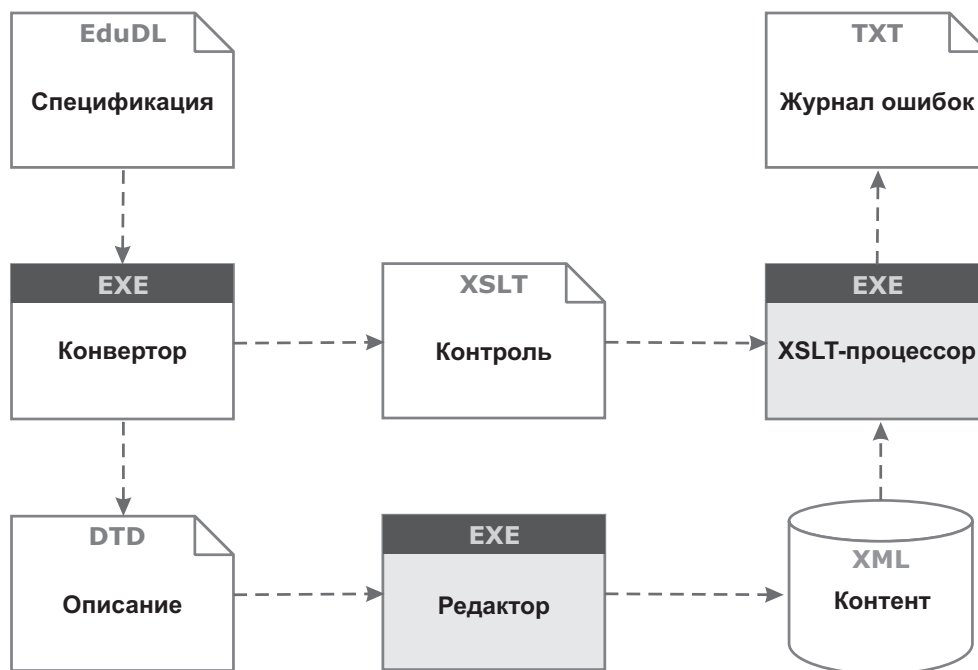 EduDL
Спецификация
TXT
Журнал ошибок
EXE
Конвертор
XSLT
Контроль
EXE
XSLT-процессор
DTD
Описание
EXE
Редактор
XML
Контент